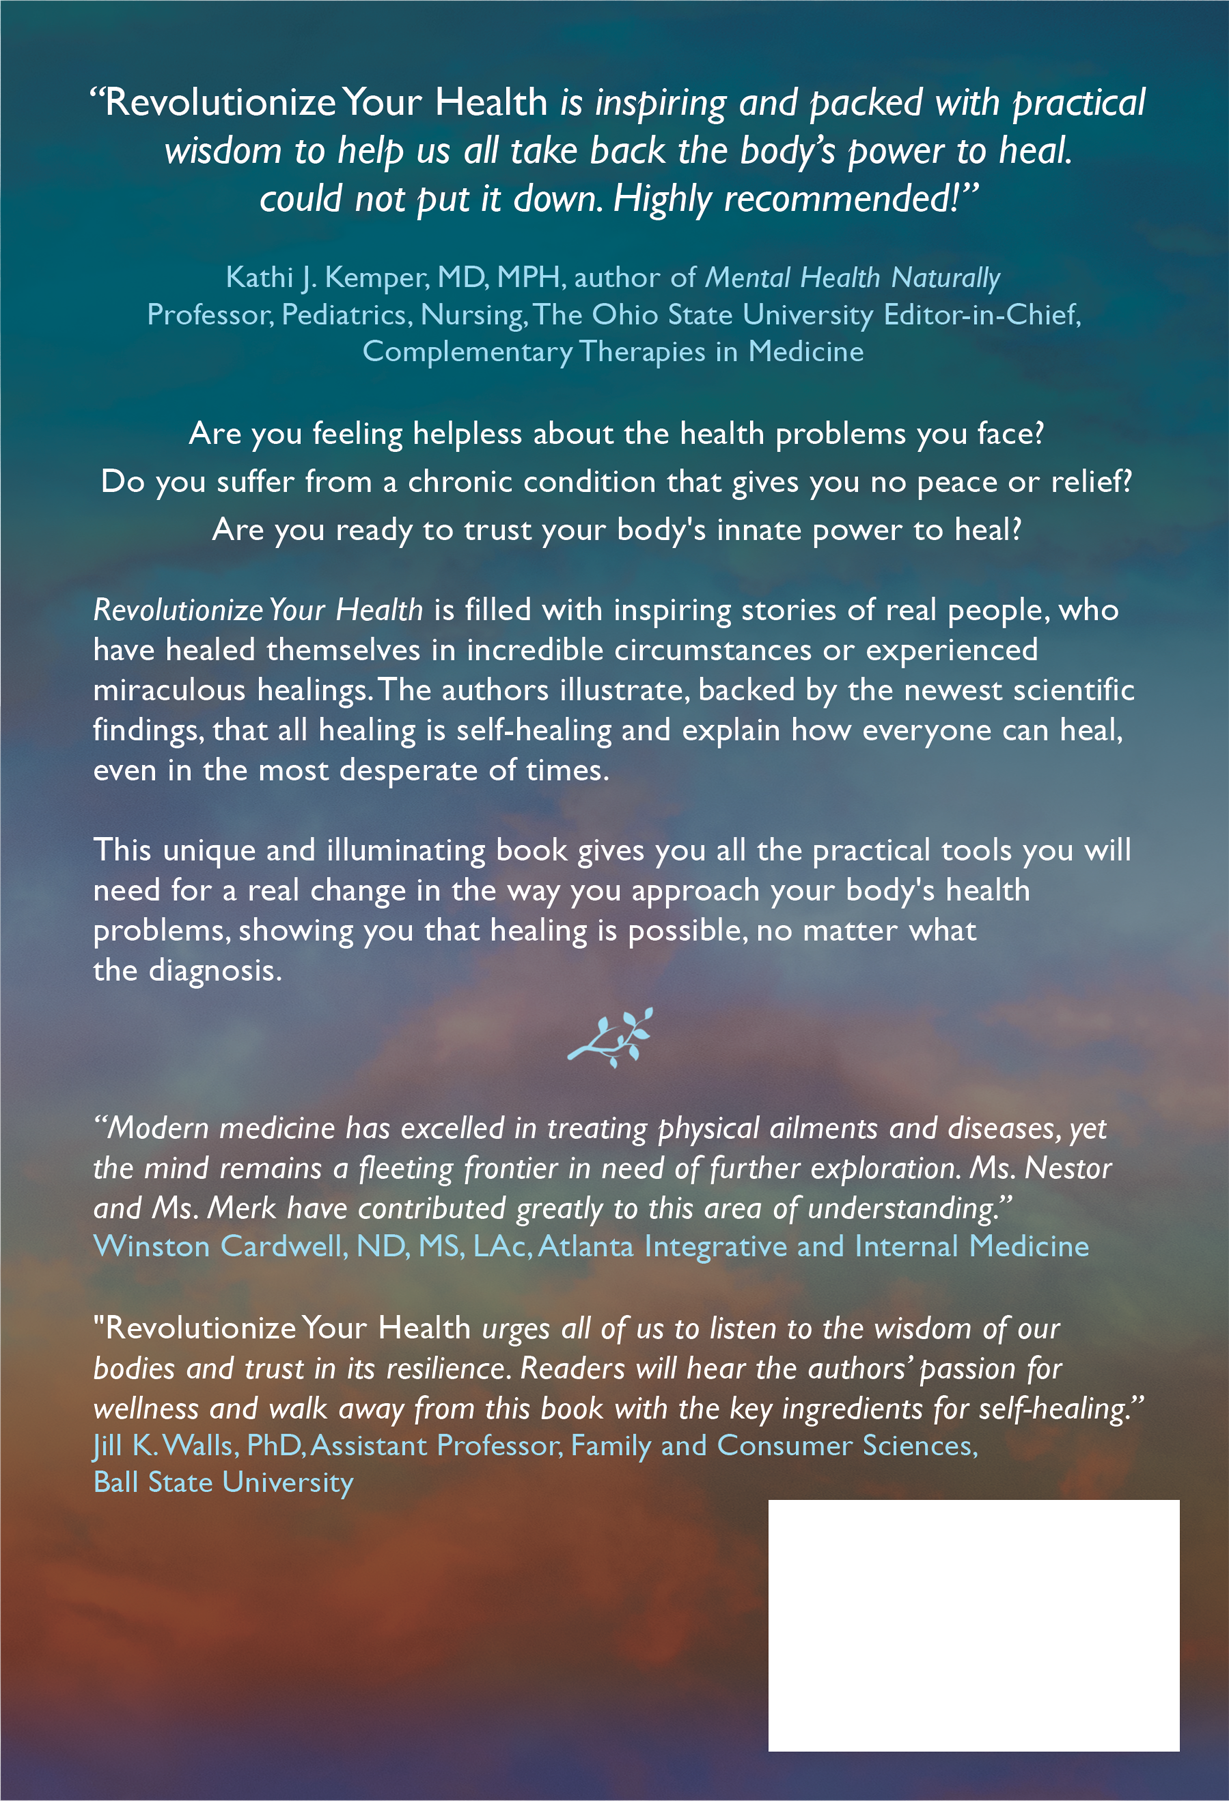 “Revolutionize Your Health is inspiring and packed with practical
wisdom to help us all take back the body’s power to heal.
could not put it down. Highly recommended!”
Kathi J. Kemper, MD, MPH, author of Mental Health Naturally
Professor, Pediatrics, Nursing, The Ohio State University Editor-in-Chief,
Complementary Therapies in Medicine
Are you feeling helpless about the health problems you face?
Do you suffer from a chronic condition that gives you no peace or relief?
Are you ready to trust your body's innate power to heal?
Revolutionize Your Health is filled with inspiring stories of real people, who
have healed themselves in incredible circumstances or experienced
miraculous healings. The authors illustrate, backed by the newest scientific
findings, that all healing is self-healing and explain how everyone can heal,
even in the most desperate of times.
This unique and illuminating book gives you all the practical tools you will
need for a real change in the way you approach your body's health
problems, showing you that healing is possible, no matter what
the diagnosis.
“Modern medicine has excelled in treating physical ailments and diseases, yet
the mind remains a fleeting frontier in need of further exploration. Ms. Nestor
and Ms. Merk have contributed greatly to this area of understanding.”
Winston Cardwell, ND, MS, LAc, Atlanta Integrative and Internal Medicine
"Revolutionize Your Health urges all of us to listen to the wisdom of our
bodies and trust in its resilience. Readers will hear the authors’ passion for
wellness and walk away from this book with the key ingredients for self-healing.”
Jill K. Walls, PhD, Assistant Professor, Family and Consumer Sciences,
Ball State University